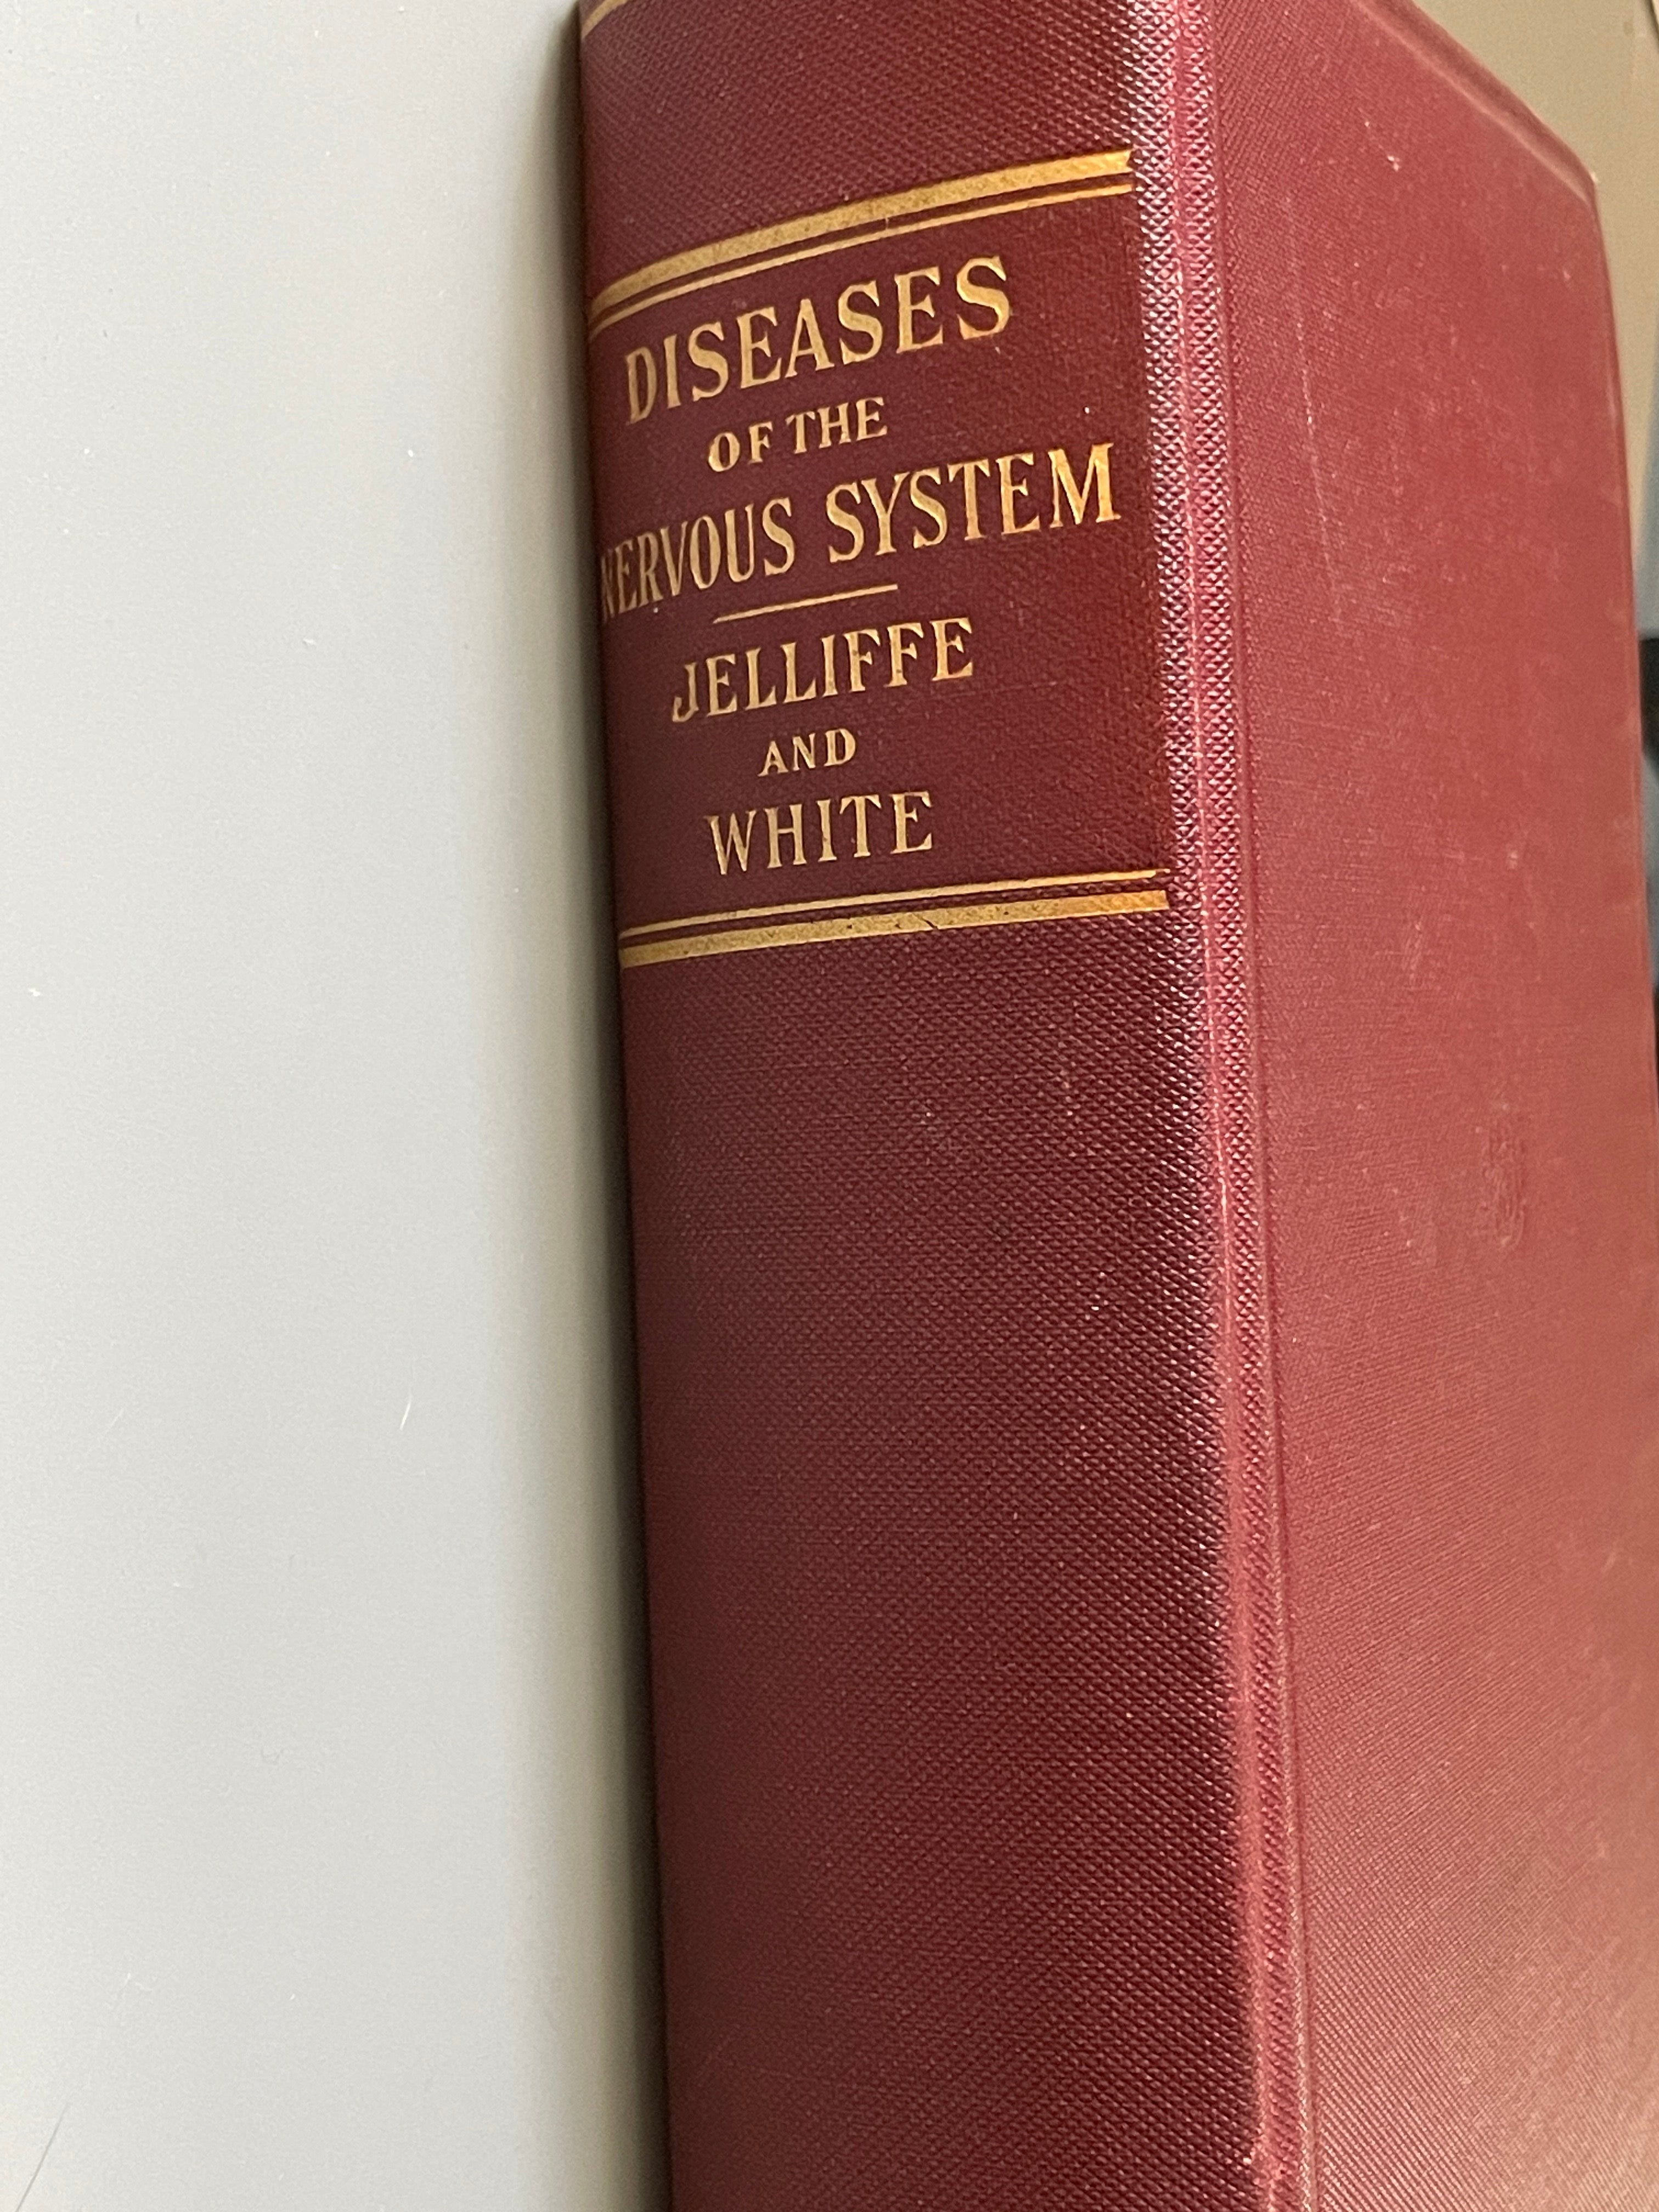 DISEASES
OF THE
NERVOUS SYSTEM
JELLIFFE
AND
WHITE